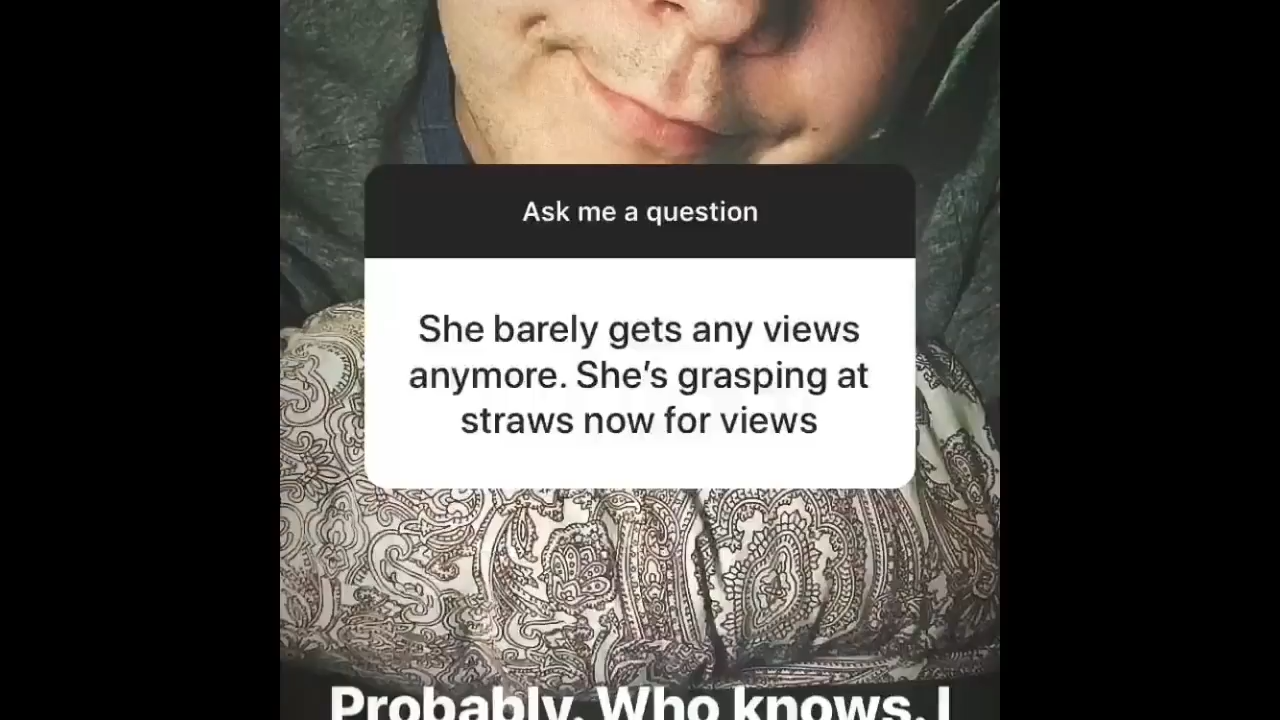 Ask me a question
She barely gets any views
anymore. She's grasping at
straws now for views
Probably. Who knows. I